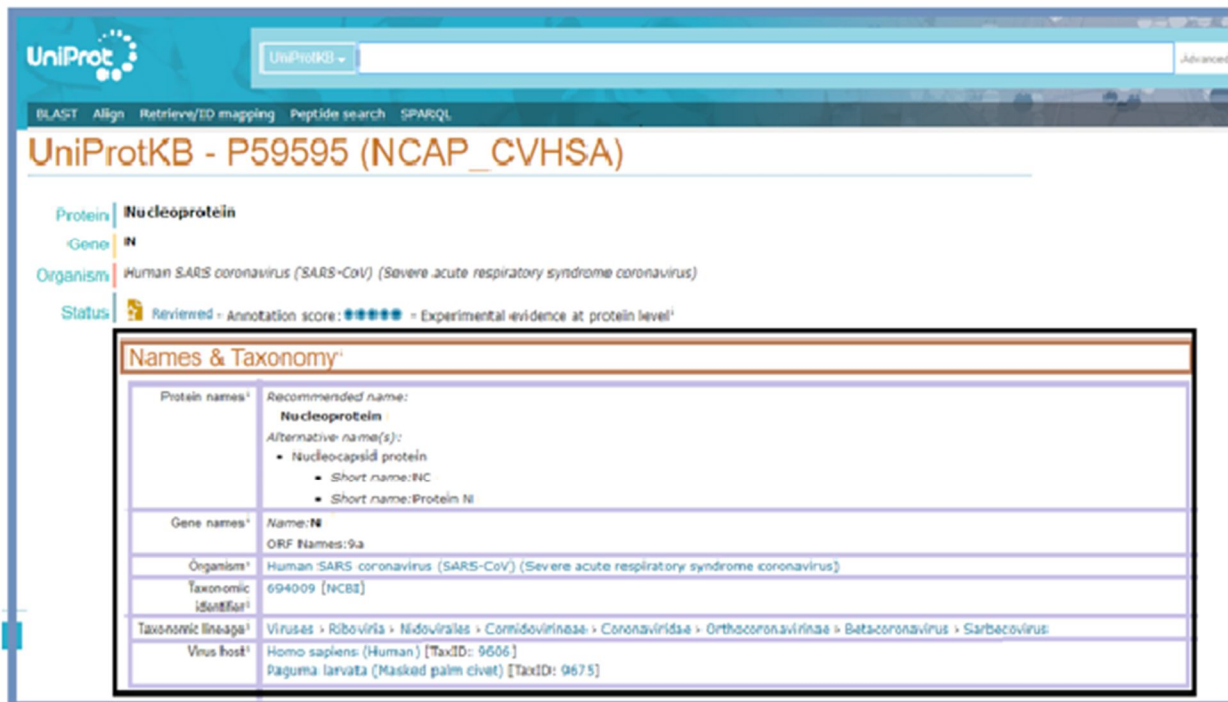 UniProt
UniProtKB
Advanced
BLAST Align Retrieve/ID mapping Peptide search SPARQL
UniProtKB - P59595 (NCAP_CVHSA)
Protein Nucleoprotein
Gene N
Organism Human SARS coronavirus (SARS-CoV) (Severe acute respiratory syndrome coronavirus)
Status Reviewed - Annotation score: - Experimental evidence at protein level i
Names & Taxonomy i
Protein names i Recommended name:
Nucleoprotein
Alternative name(s):
• Nucleocapsid protein
▪ Short name:NC
▪ Short name:Protein N
Gene names i Name:N
ORF Names:9a
Organism i Human SARS coronavirus (SARS-CoV) (Severe acute respiratory syndrome coronavirus)
Taxonomic identifier i 694009 [NCBI]
Taxonomic lineage i Viruses › Riboviria › Nidovirales › Cornidovirineae › Coronaviridae › Orthocoronavirinae › Betacoronavirus › Sarbecovirus
Virus host i Homo sapiens (Human) [TaxID: 9606]
Paguma larvata (Masked palm civet) [TaxID: 9675]